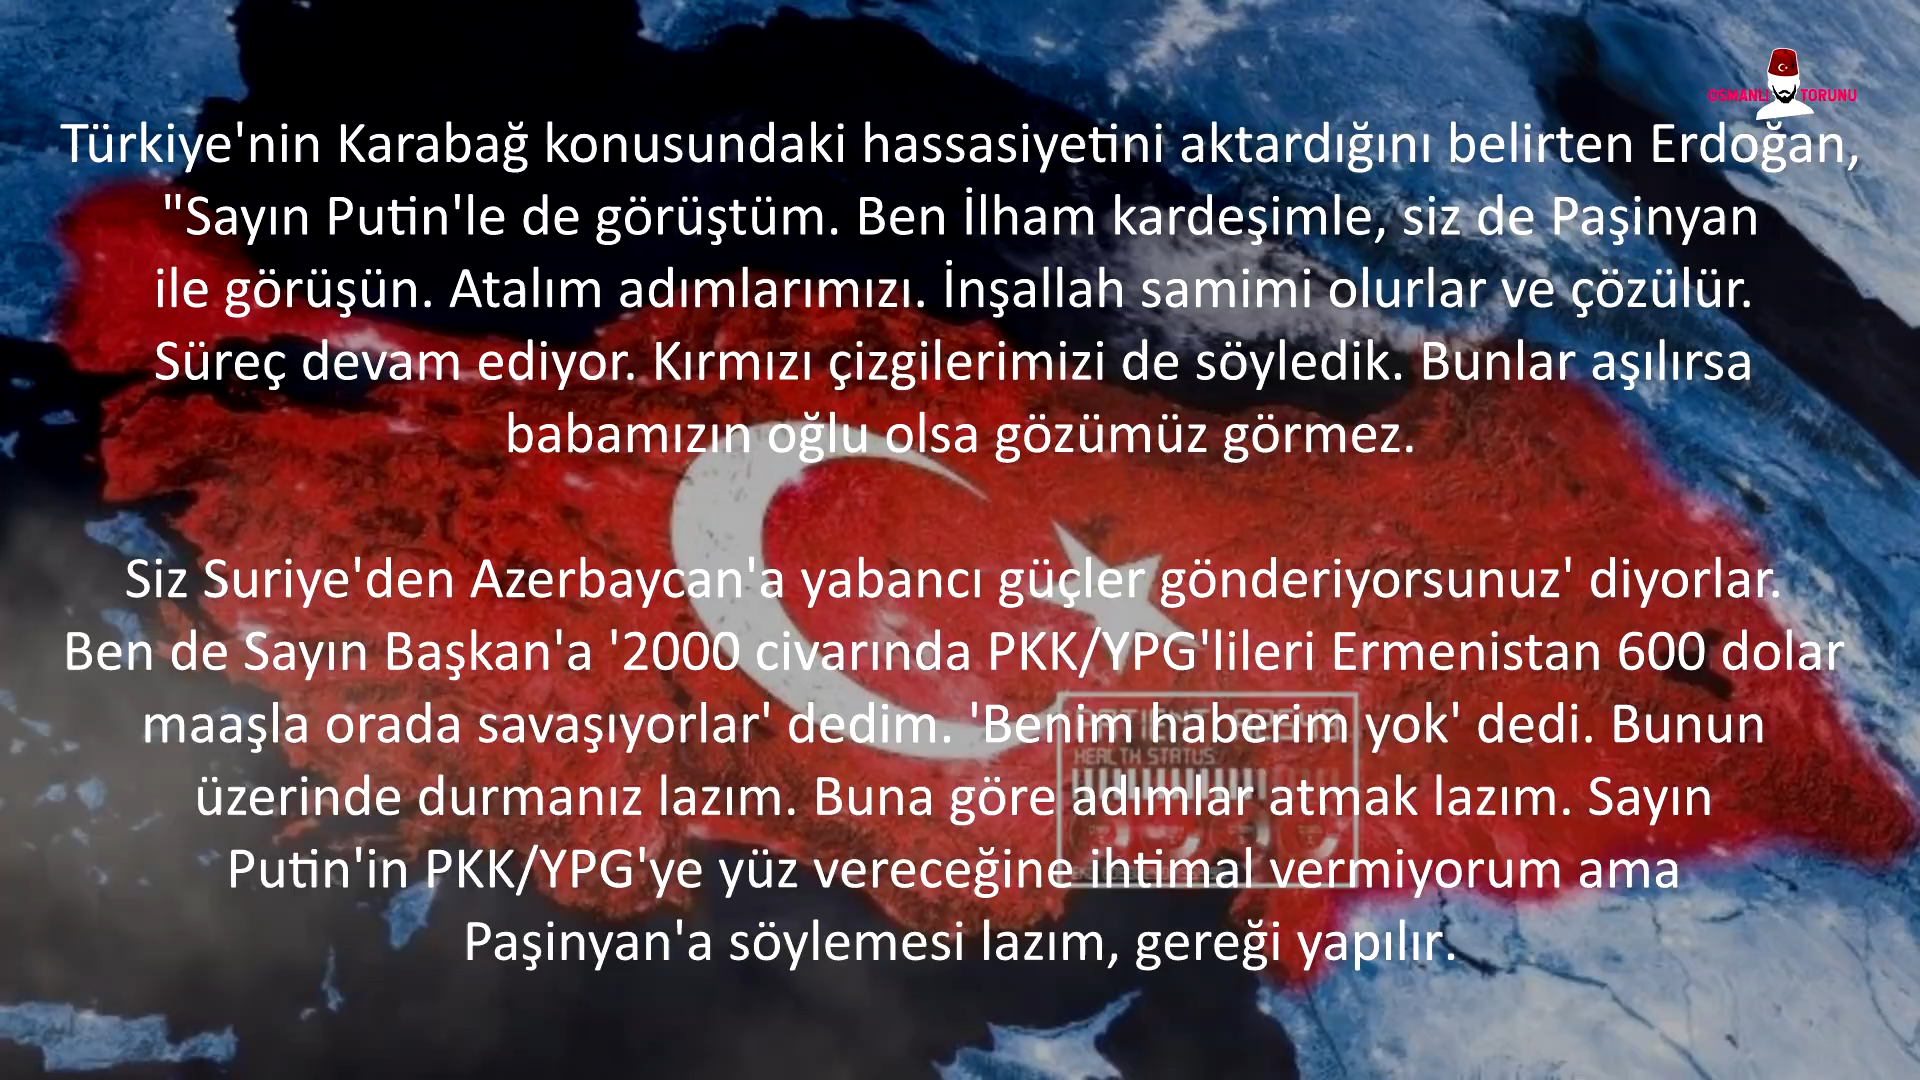 OSMANLI TORUNU
Türkiye'nin Karabağ konusundaki hassasiyetini aktardığını belirten Erdoğan,
"Sayın Putin'le de görüştüm. Ben İlham kardeşimle, siz de Paşinyan
ile görüşün. Atalım adımlarımızı. İnşallah samimi olurlar ve çözülür.
Süreç devam ediyor. Kırmızı çizgilerimizi de söyledik. Bunlar aşılırsa
babamızın oğlu olsa gözümüz görmez.
Siz Suriye'den Azerbaycan'a yabancı güçler gönderiyorsunuz' diyorlar.
Ben de Sayın Başkan'a '2000 civarında PKK/YPG'lileri Ermenistan 600 dolar
maaşla orada savaşıyorlar' dedim. 'Benim haberim yok' dedi. Bunun
HEALTH STATUS
üzerinde durmanız lazım. Buna göre adımlar atmak lazım. Sayın
Putin'in PKK/YPG'ye yüz vereceğine ihtimal vermiyorum ama
Paşinyan'a söylemesi lazım, gereği yapılır.